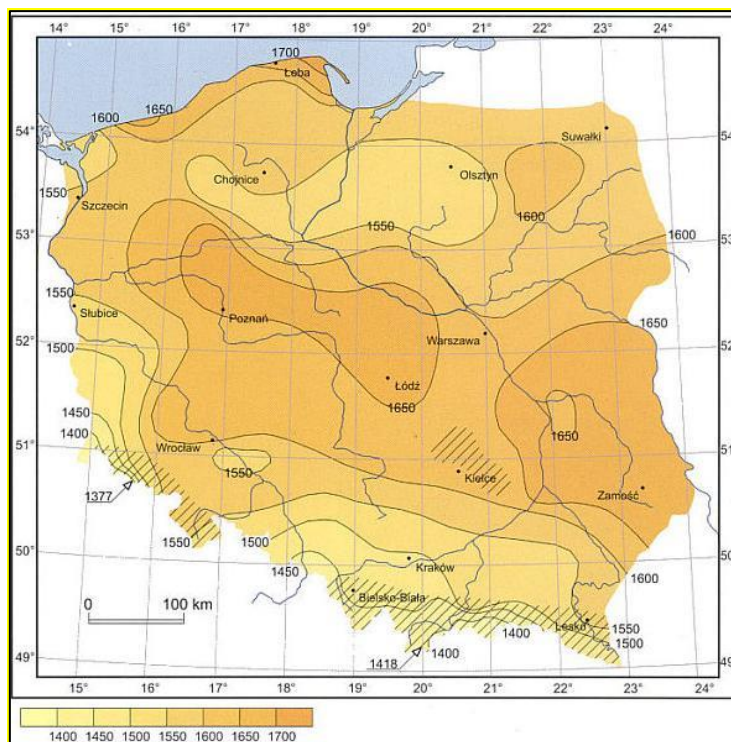 14° 15° 16° 17° 18° 19° 20° 21° 22° 23° 24°
1700
Łeba
1650
1600
54°
Suwałki
54
Chojnice
Olsztyn
1550
Szczecin
1550
1600
53°
1600
53
1550
Słubice
Poznań
1650
52°
Warszawa
52
1500
Łódź
1650
1450
1650
51°
1400
Wrocław
51
1550
Kielce
Zamość
1377
1550
1500
50°
50
Kraków
1450
1600
0 100 km
Bielsko-Biała
Lesko
1550
1400
1500
49°
1418
1400
49
15° 16° 17° 18° 19° 20° 21° 22° 23°
1400 1450 1500 1550 1600 1650 1700